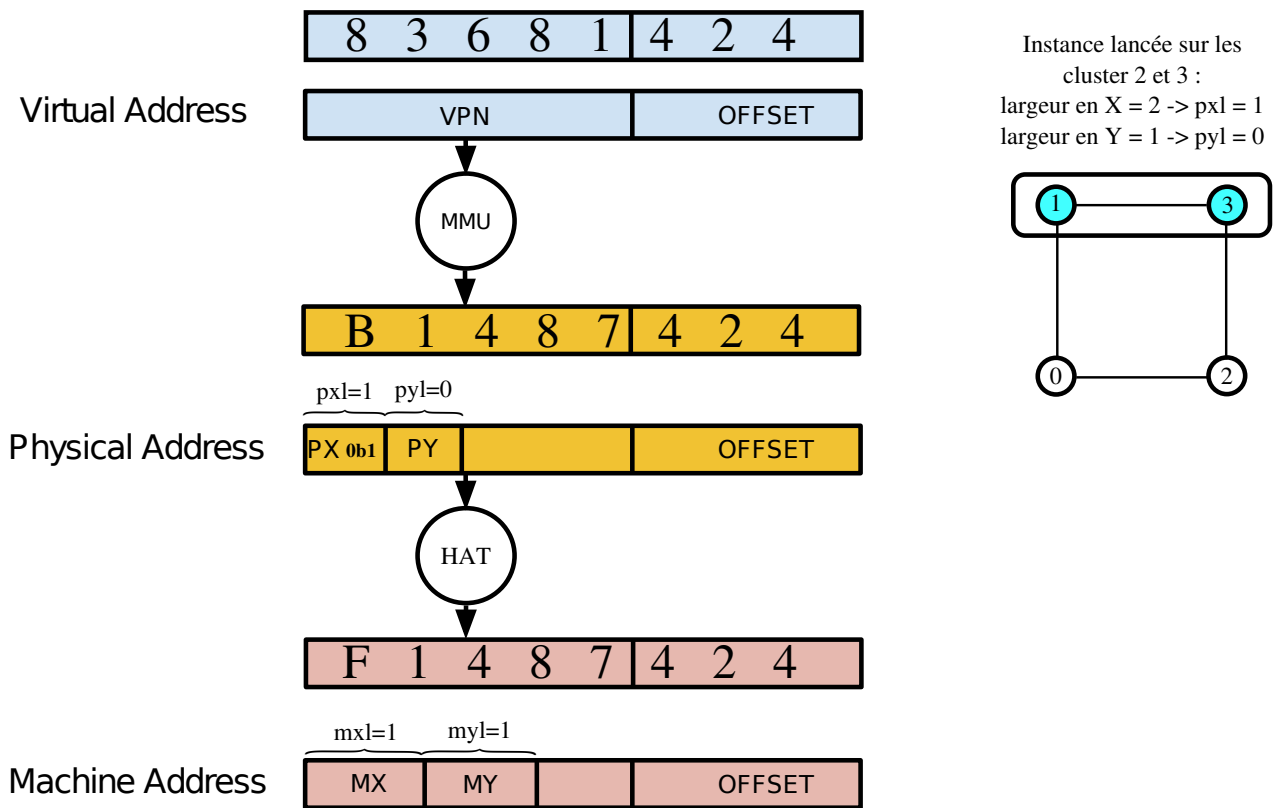 8 3 6 8 1 4 2 4
Virtual Address
VPN OFFSET
MMU
B 1 4 8 7 4 2 4
pxl=1 pyl=0
Physical Address
PX 0b1 PY OFFSET
HAT
F 1 4 8 7 4 2 4
mxl=1 myl=1
Machine Address
MX MY OFFSET
Instance lancée sur les
cluster 2 et 3 :
largeur en X = 2 -> pxl = 1
largeur en Y = 1 -> pyl = 0
1 3
0 2